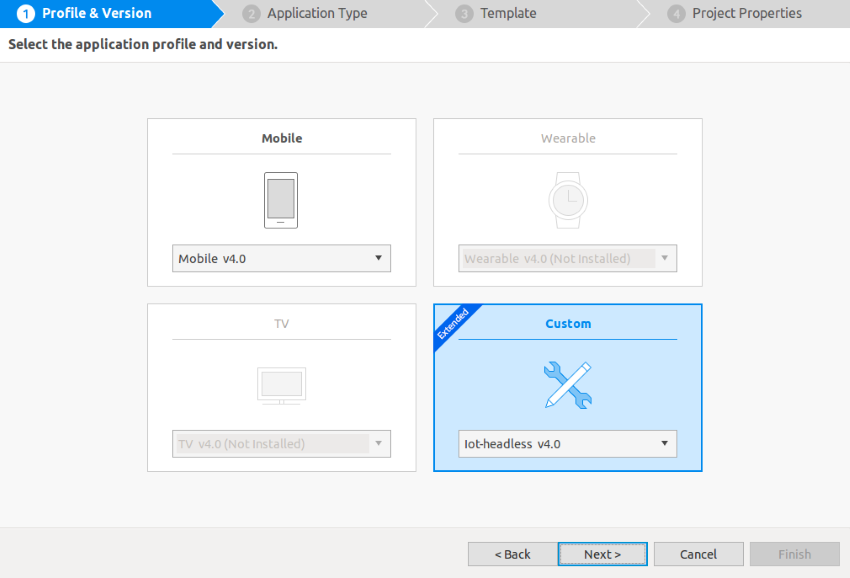 1 Profile & Version
2 Application Type
3 Template
4 Project Properties
Select the application profile and version.
Mobile
Mobile v4.0
Wearable
Wearable v4.0 (Not Installed)
TV
TV v4.0 (Not Installed)
Extended
Custom
Iot-headless v4.0
< Back
Next >
Cancel
Finish